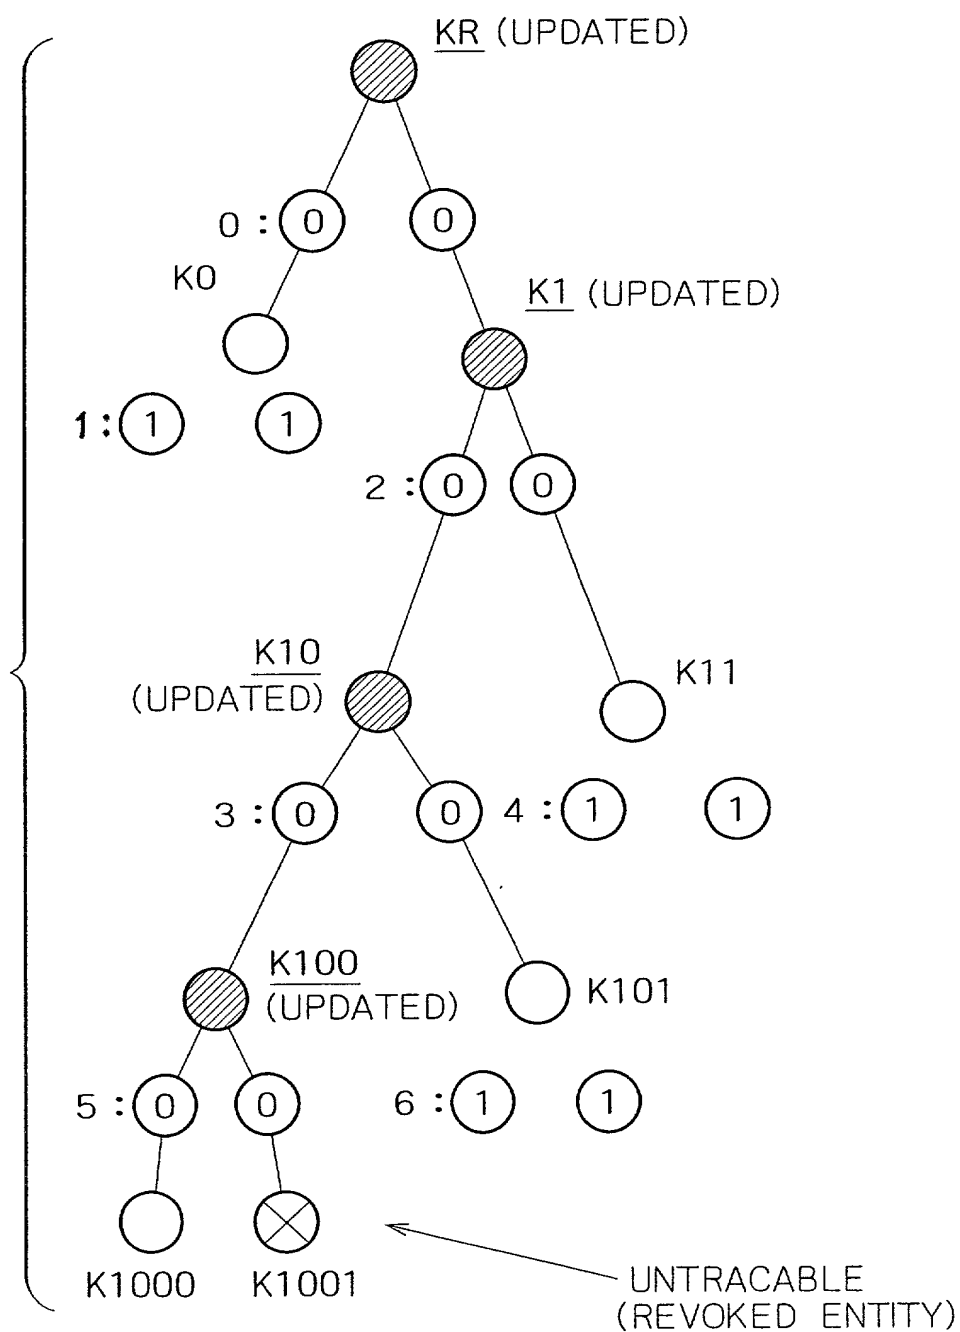 KR (UPDATED)
0 : 0 0
K0
K1 (UPDATED)
1 : 1 1
2 : 0 0
K10
(UPDATED)
K11
3 : 0 0 4 : 1 1
K100
(UPDATED)
K101
5 : 0 0 6 : 1 1
K1000 K1001
UNTRACABLE
(REVOKED ENTITY)